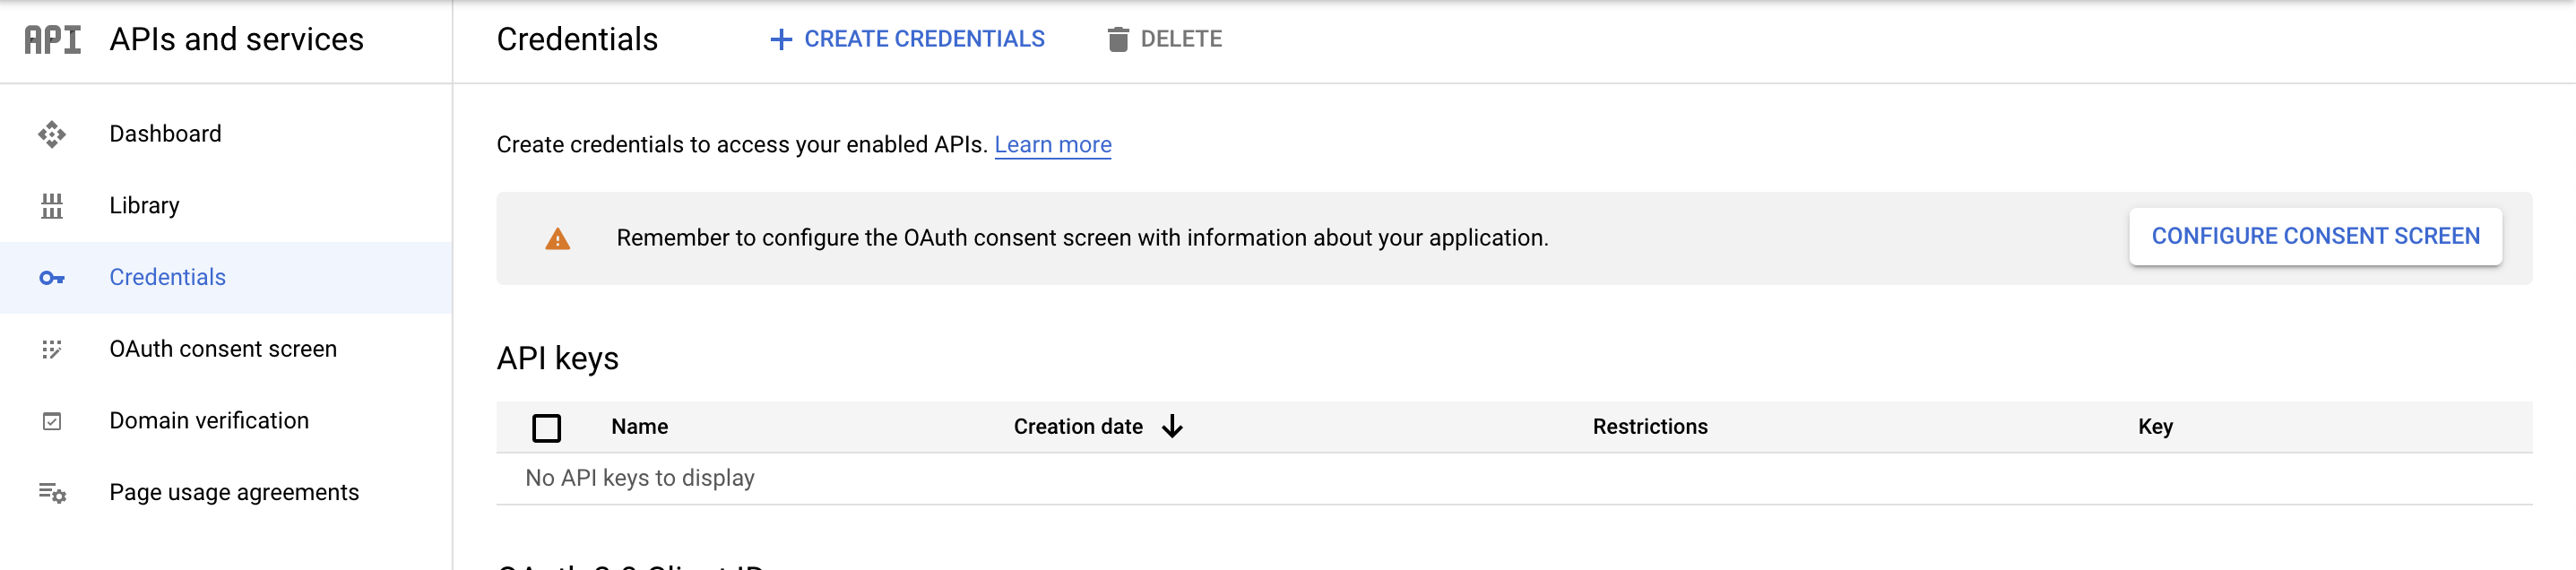 API APIs and services
Credentials
CREATE CREDENTIALS
DELETE
Dashboard
Library
Credentials
OAuth consent screen
Domain verification
Page usage agreements
Create credentials to access your enabled APIs. Learn more
Remember to configure the OAuth consent screen with information about your application.
CONFIGURE CONSENT SCREEN
API keys
Name Creation date Restrictions Key
No API keys to display